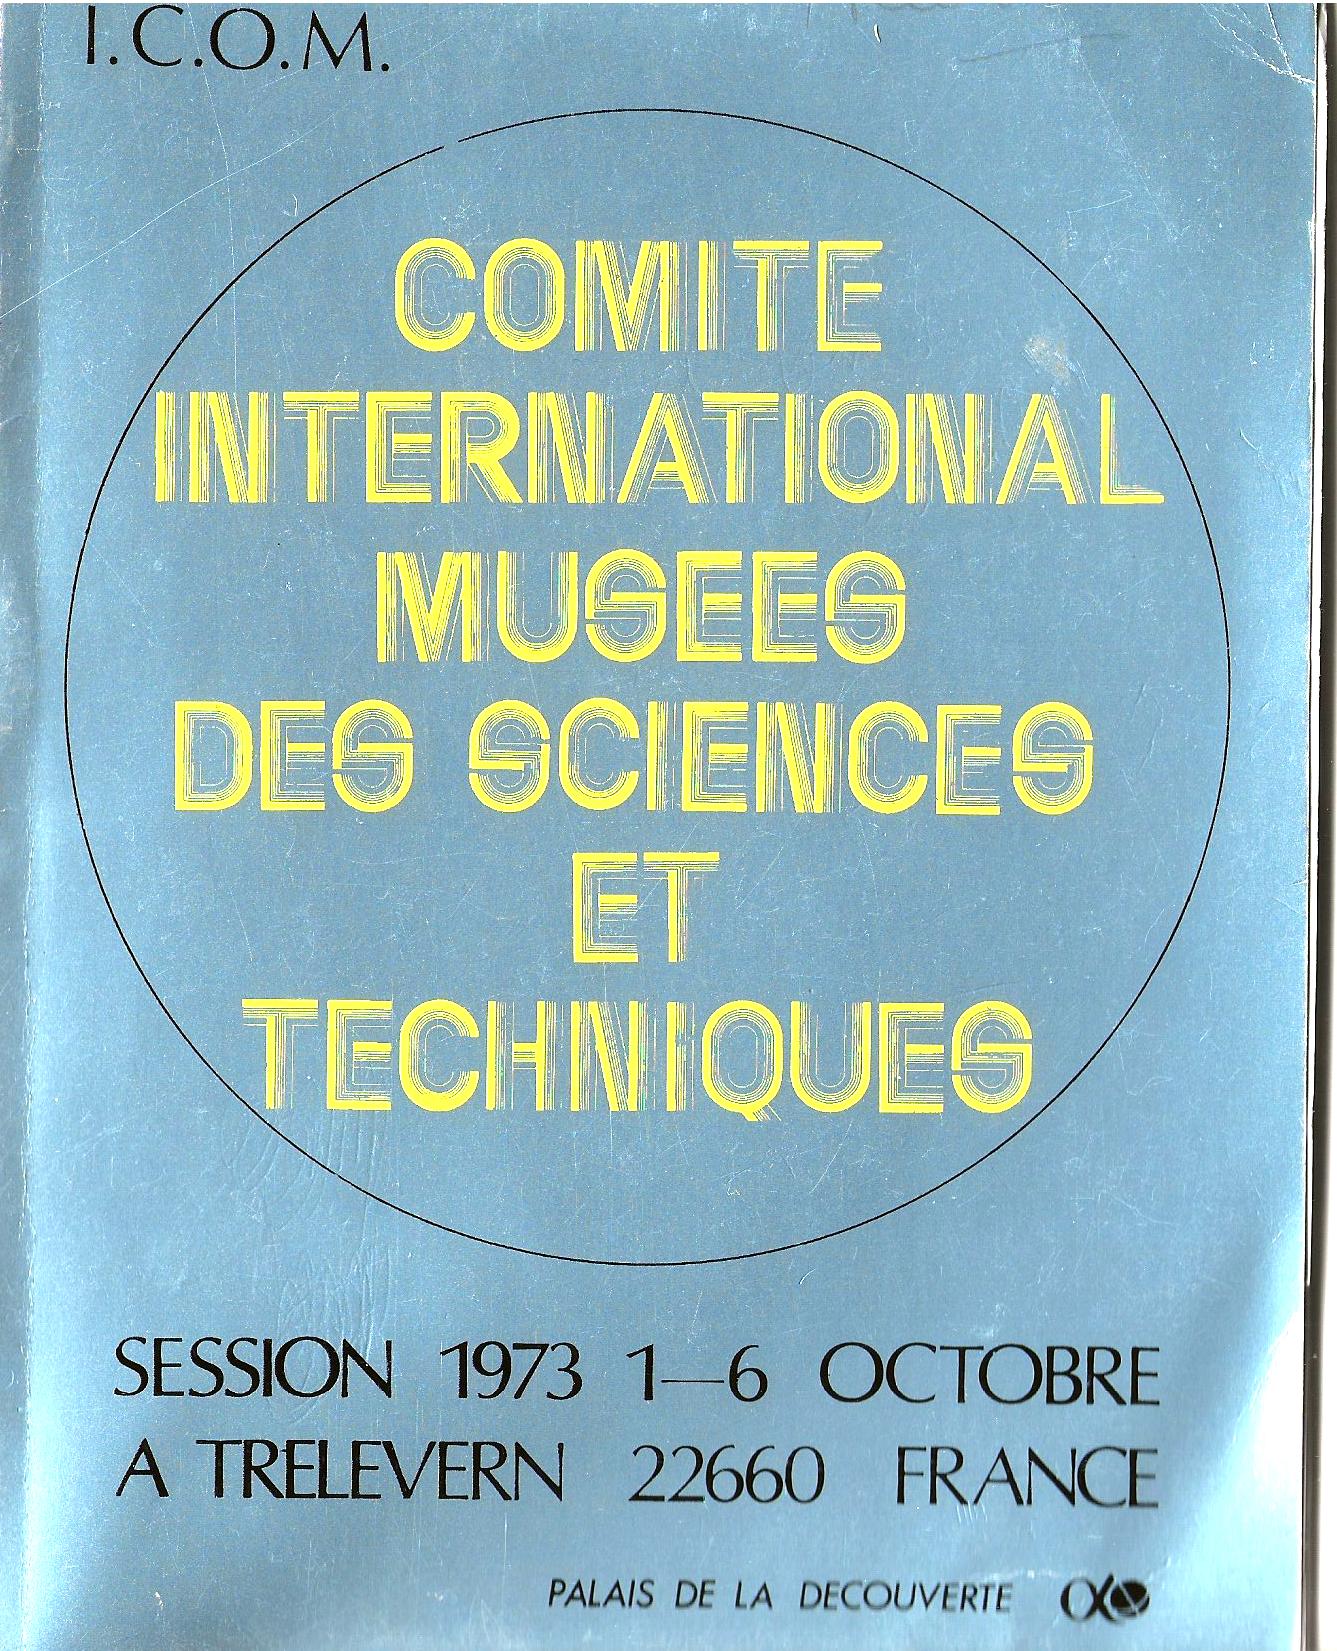 I.C.O.M.
COMITE
INTERNATIONAL
MUSEES
DES SCIENCES
ET
TECHNIQUES
SESSION 1973 1—6 OCTOBRE
A TRELEVERN 22660 FRANCE
PALAIS DE LA DECOUVERTE